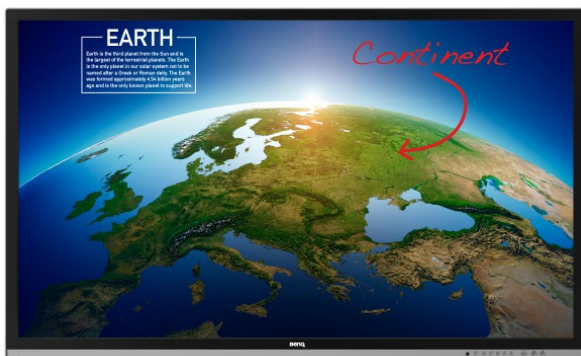 EARTH
Earth is the third planet from the Sun and is
the largest of the terrestrial planets. The Earth
is the only planet in our solar system not to be
named after a Greek or Roman deity. The Earth
was formed approximately 4.54 billion years
ago and is the only known planet to support life.
Continent
BenQ